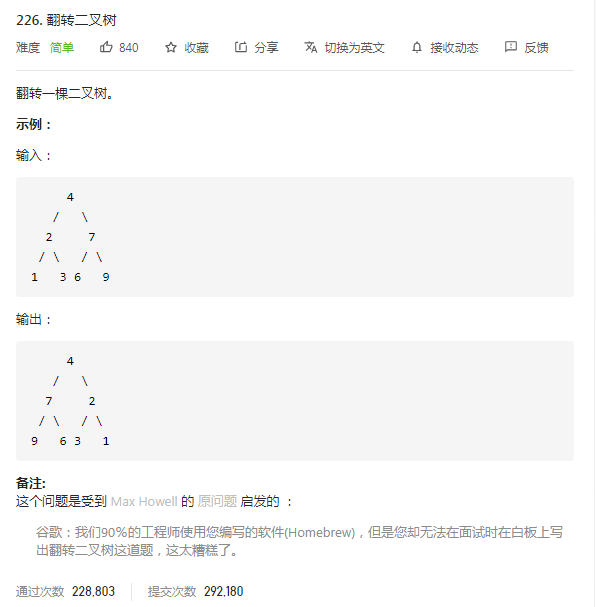 226. 翻转二叉树
难度 简单 840 收藏 分享 切换为英文 接收动态 反馈
翻转一棵二叉树。
示例：
输入：
4
/ \
2 7
/ \ / \
1 3 6 9
输出：
4
/ \
7 2
/ \ / \
9 6 3 1
备注:
这个问题是受到 Max Howell 的 原问题 启发的 ：
谷歌：我们90%的工程师使用您编写的软件(Homebrew)，但是您却无法在面试时在白板上写
出翻转二叉树这道题，这太糟糕了。
通过次数 228,803 提交次数 292,180